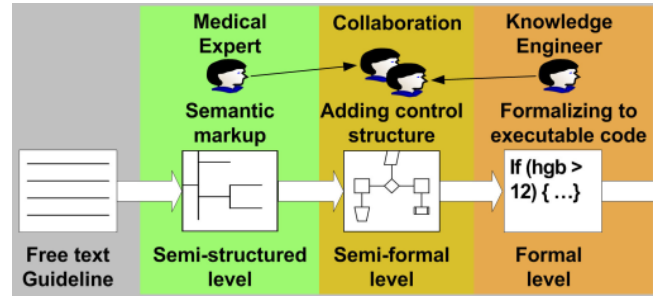 Medical
Expert
Collaboration
Knowledge
Engineer
Semantic
markup
Adding control
structure
Formalizing to
executable code
If (hgb >
12) { ...}
Free text
Guideline
Semi-structured
level
Semi-formal
level
Formal
level